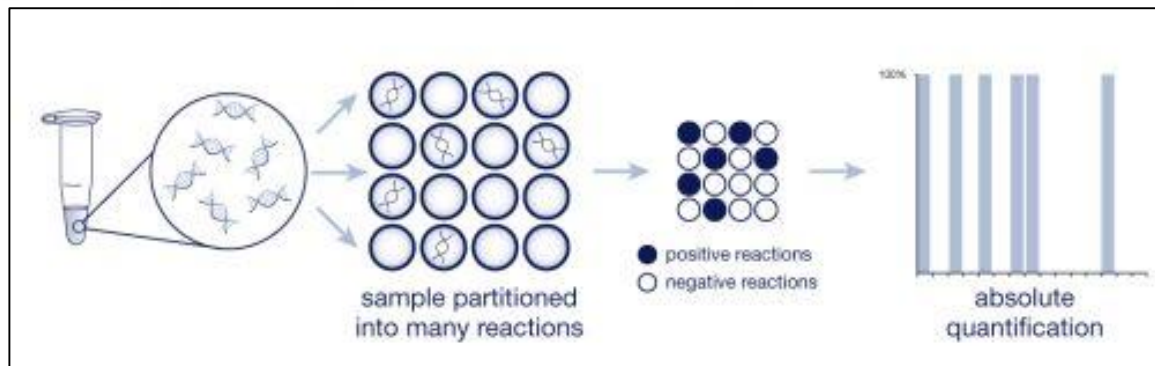 sample partitioned
into many reactions
positive reactions
negative reactions
100%
absolute
quantification